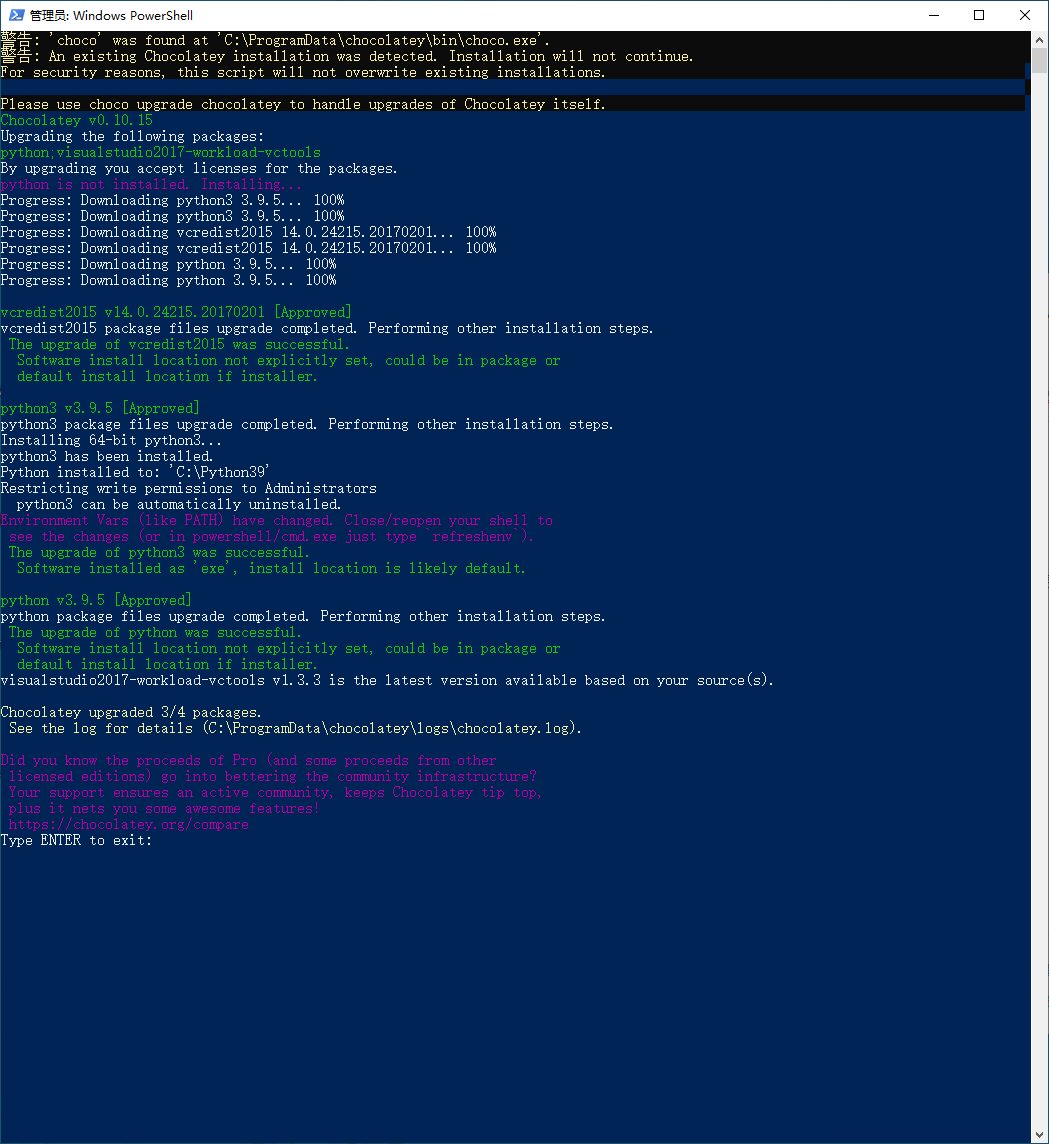 管理员: Windows PowerShell
警告: 'choco' was found at 'C:\ProgramData\chocolatey\bin\choco.exe'.
警告: An existing Chocolatey installation was detected. Installation will not continue.
For security reasons, this script will not overwrite existing installations.
Please use choco upgrade chocolatey to handle upgrades of Chocolatey itself.
Chocolatey v0.10.15
Upgrading the following packages:
python;visualstudio2017-workload-vctools
By upgrading you accept licenses for the packages.
python is not installed. Installing...
Progress: Downloading python3 3.9.5... 100%
Progress: Downloading python3 3.9.5... 100%
Progress: Downloading vcredist2015 14.0.24215.20170201... 100%
Progress: Downloading vcredist2015 14.0.24215.20170201... 100%
Progress: Downloading python 3.9.5... 100%
Progress: Downloading python 3.9.5... 100%
vcredist2015 v14.0.24215.20170201 [Approved]
vcredist2015 package files upgrade completed. Performing other installation steps.
The upgrade of vcredist2015 was successful.
Software install location not explicitly set, could be in package or
default install location if installer.
python3 v3.9.5 [Approved]
python3 package files upgrade completed. Performing other installation steps.
Installing 64-bit python3...
python3 has been installed.
Python installed to: 'C:\Python39'
Restricting write permissions to Administrators
python3 can be automatically uninstalled.
Environment Vars (like PATH) have changed. Close/reopen your shell to
see the changes (or in powershell/cmd.exe just type `refreshenv`).
The upgrade of python3 was successful.
Software installed as 'exe', install location is likely default.
python v3.9.5 [Approved]
python package files upgrade completed. Performing other installation steps.
The upgrade of python was successful.
Software install location not explicitly set, could be in package or
default install location if installer.
visualstudio2017-workload-vctools v1.3.3 is the latest version available based on your source(s).
Chocolatey upgraded 3/4 packages.
See the log for details (C:\ProgramData\chocolatey\logs\chocolatey.log).
Did you know the proceeds of Pro (and some proceeds from other
licensed editions) go into bettering the community infrastructure?
Your support ensures an active community, keeps Chocolatey tip top,
plus it nets you some awesome features!
https://chocolatey.org/compare
Type ENTER to exit: